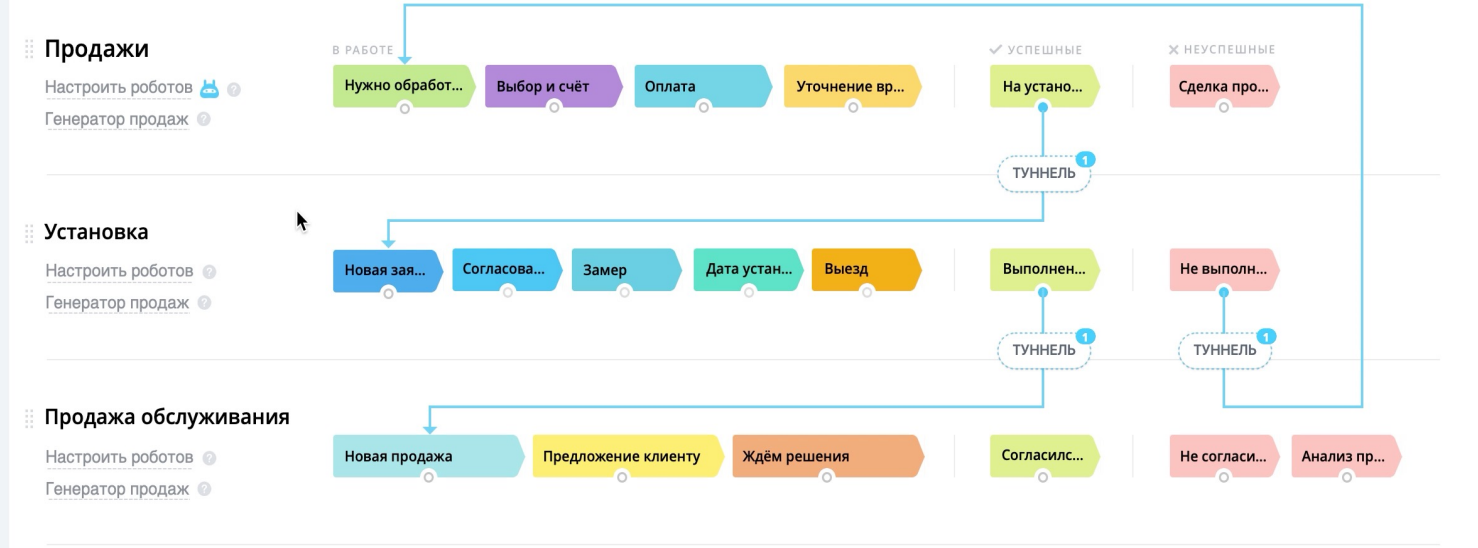 Продажи
В РАБОТЕ
УСПЕШНЫЕ
НЕУСПЕШНЫЕ
Настроить роботов ?
Генератор продаж ?
Нужно обработ...
Выбор и счёт
Оплата
Уточнение вр...
На устано...
Сделка про...
ТУННЕЛЬ 1
Установка
Настроить роботов ?
Генератор продаж ?
Новая зая...
Согласова...
Замер
Дата устан...
Выезд
Выполнен...
Не выполн...
ТУННЕЛЬ 1
ТУННЕЛЬ 1
Продажа обслуживания
Настроить роботов ?
Генератор продаж ?
Новая продажа
Предложение клиенту
Ждём решения
Согласилс...
Не согласи...
Анализ пр...